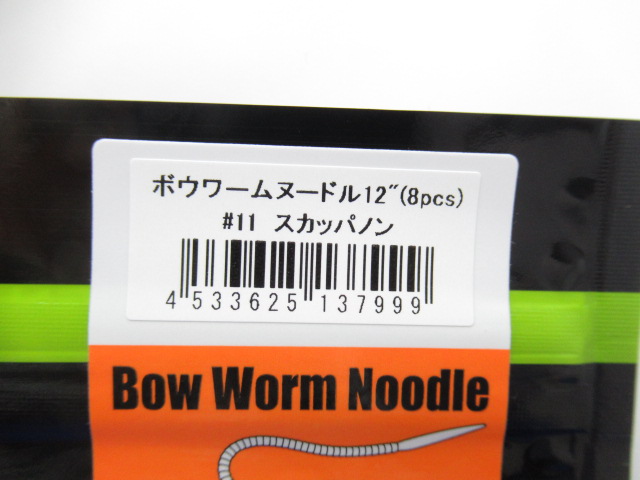 ボウワームヌードル12"(8pcs)
#11 スカッパノン
4 533625 137999
Bow Worm Noodle